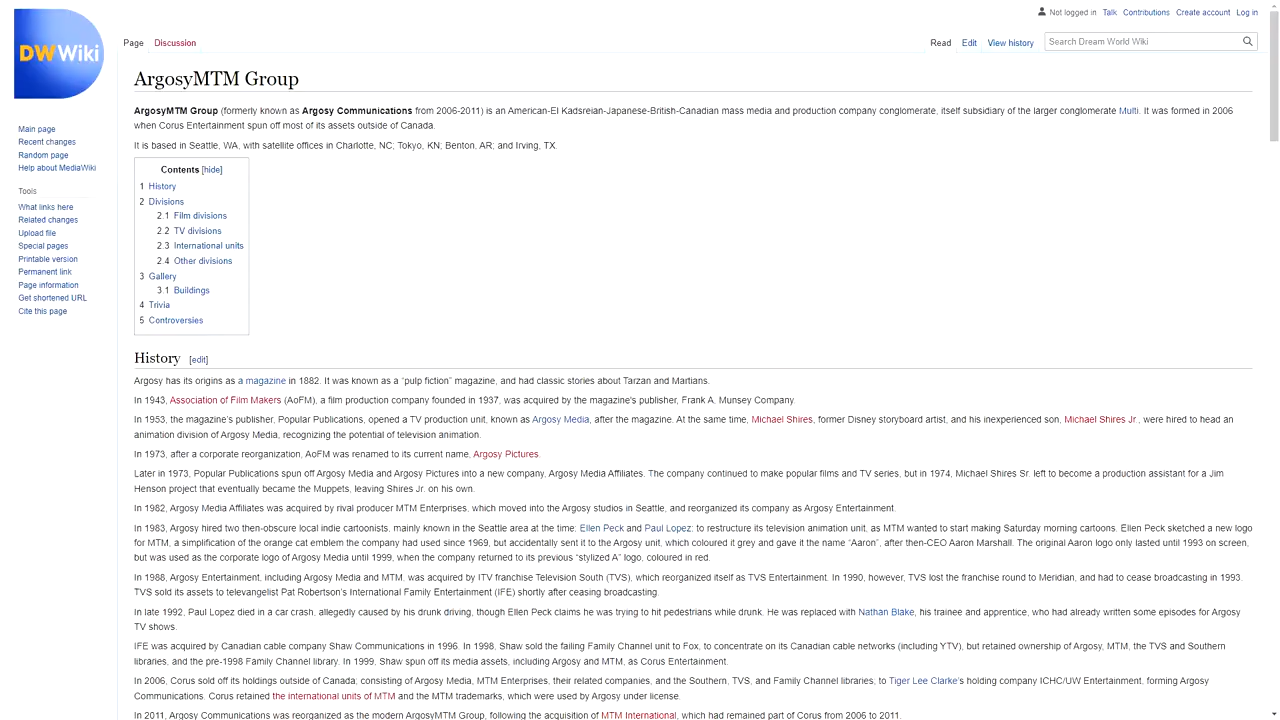 Not logged in Talk Contributions Create account Log in
DWWiki
Page Discussion Read Edit View history Search Dream World Wiki
ArgosyMTM Group
ArgosyMTM Group (formerly known as Argosy Communications from 2006-2011) is an American-El Kadsreian-Japanese-British-Canadian mass media and production company conglomerate, itself subsidiary of the larger conglomerate Multi. It was formed in 2006
when Corus Entertainment spun off most of its assets outside of Canada.
It is based in Seattle, WA, with satellite offices in Charlotte, NC; Tokyo, KN; Benton, AR; and Irving, TX.
Main page
Recent changes
Random page
Help about MediaWiki
Tools
What links here
Related changes
Upload file
Special pages
Printable version
Permanent link
Page information
Get shortened URL
Cite this page
Contents [hide]
1 History
2 Divisions
2.1 Film divisions
2.2 TV divisions
2.3 International units
2.4 Other divisions
3 Gallery
3.1 Buildings
4 Trivia
5 Controversies
History [edit]
Argosy has its origins as a magazine in 1882. It was known as a "pulp fiction" magazine, and had classic stories about Tarzan and Martians.
In 1943, Association of Film Makers (AoFM), a film production company founded in 1937, was acquired by the magazine's publisher, Frank A. Munsey Company.
In 1953, the magazine's publisher, Popular Publications, opened a TV production unit, known as Argosy Media, after the magazine. At the same time, Michael Shires, former Disney storyboard artist, and his inexperienced son, Michael Shires Jr., were hired to head an
animation division of Argosy Media, recognizing the potential of television animation.
In 1973, after a corporate reorganization, AoFM was renamed to its current name, Argosy Pictures.
Later in 1973, Popular Publications spun off Argosy Media and Argosy Pictures into a new company, Argosy Media Affiliates. The company continued to make popular films and TV series, but in 1974, Michael Shires Sr. left to become a production assistant for a Jim
Henson project that eventually became the Muppets, leaving Shires Jr. on his own.
In 1982, Argosy Media Affiliates was acquired by rival producer MTM Enterprises, which moved into the Argosy studios in Seattle, and reorganized its company as Argosy Entertainment.
In 1983, Argosy hired two then-obscure local indie cartoonists, mainly known in the Seattle area at the time: Ellen Peck and Paul Lopez; to restructure its television animation unit, as MTM wanted to start making Saturday morning cartoons. Ellen Peck sketched a new logo
for MTM, a simplification of the orange cat emblem the company had used since 1969, but accidentally sent it to the Argosy unit, which coloured it grey and gave it the name "Aaron", after then-CEO Aaron Marshall. The original Aaron logo only lasted until 1993 on screen,
but was used as the corporate logo of Argosy Media until 1999, when the company returned to its previous "stylized A" logo, coloured in red.
In 1988, Argosy Entertainment, including Argosy Media and MTM, was acquired by ITV franchise Television South (TVS), which reorganized itself as TVS Entertainment. In 1990, however, TVS lost the franchise round to Meridian, and had to cease broadcasting in 1993.
TVS sold its assets to televangelist Pat Robertson's International Family Entertainment (IFE) shortly after ceasing broadcasting.
In late 1992, Paul Lopez died in a car crash, allegedly caused by his drunk driving, though Ellen Peck claims he was trying to hit pedestrians while drunk. He was replaced with Nathan Blake, his trainee and apprentice, who had already written some episodes for Argosy
TV shows.
IFE was acquired by Canadian cable company Shaw Communications in 1996. In 1998, Shaw sold the failing Family Channel unit to Fox, to concentrate on its Canadian cable networks (including YTV), but retained ownership of Argosy, MTM, the TVS and Southern
libraries, and the pre-1998 Family Channel library. In 1999, Shaw spun off its media assets, including Argosy and MTM, as Corus Entertainment.
In 2006, Corus sold off its holdings outside of Canada; consisting of Argosy Media, MTM Enterprises, their related companies, and the Southern, TVS, and Family Channel libraries; to Tiger Lee Clarke's holding company ICHC/UW Entertainment, forming Argosy
Communications. Corus retained the international units of MTM and the MTM trademarks, which were used by Argosy under license.
In 2011, Argosy Communications was reorganized as the modern ArgosyMTM Group, following the acquisition of MTM International, which had remained part of Corus from 2006 to 2011.